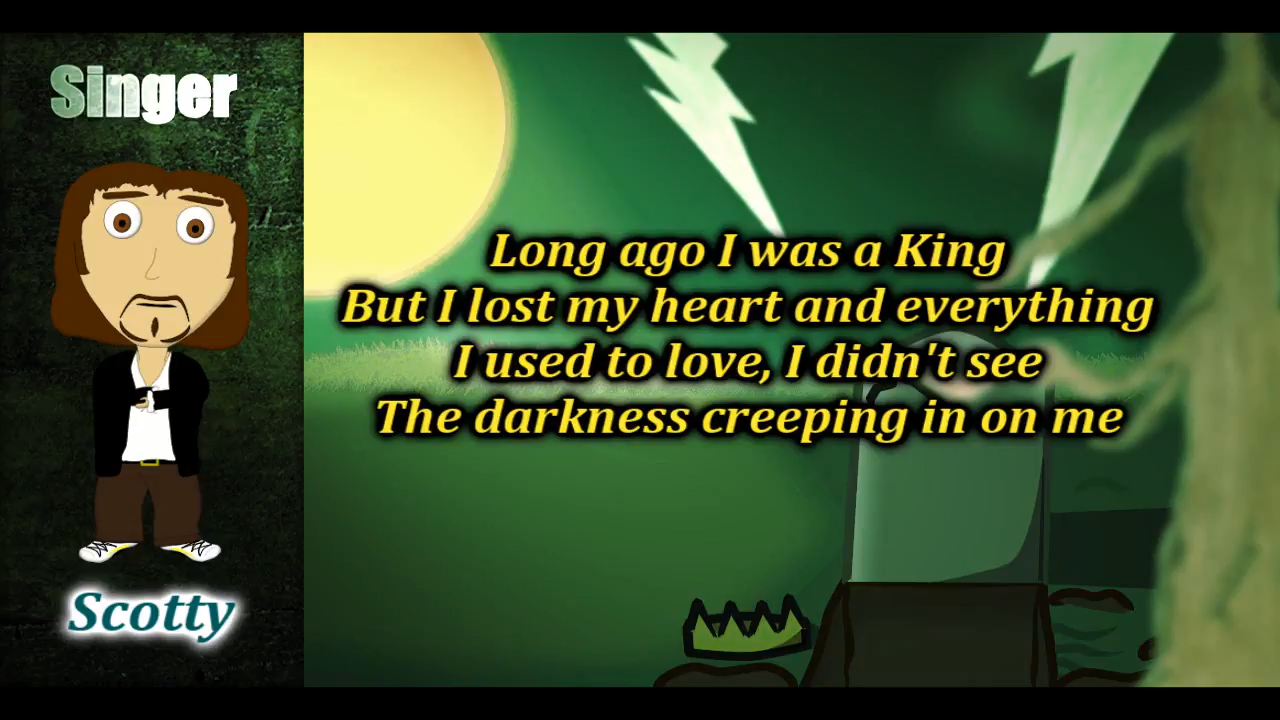 Singer
Scotty
Long ago I was a King
But I lost my heart and everything
I used to love, I didn't see
The darkness creeping in on me